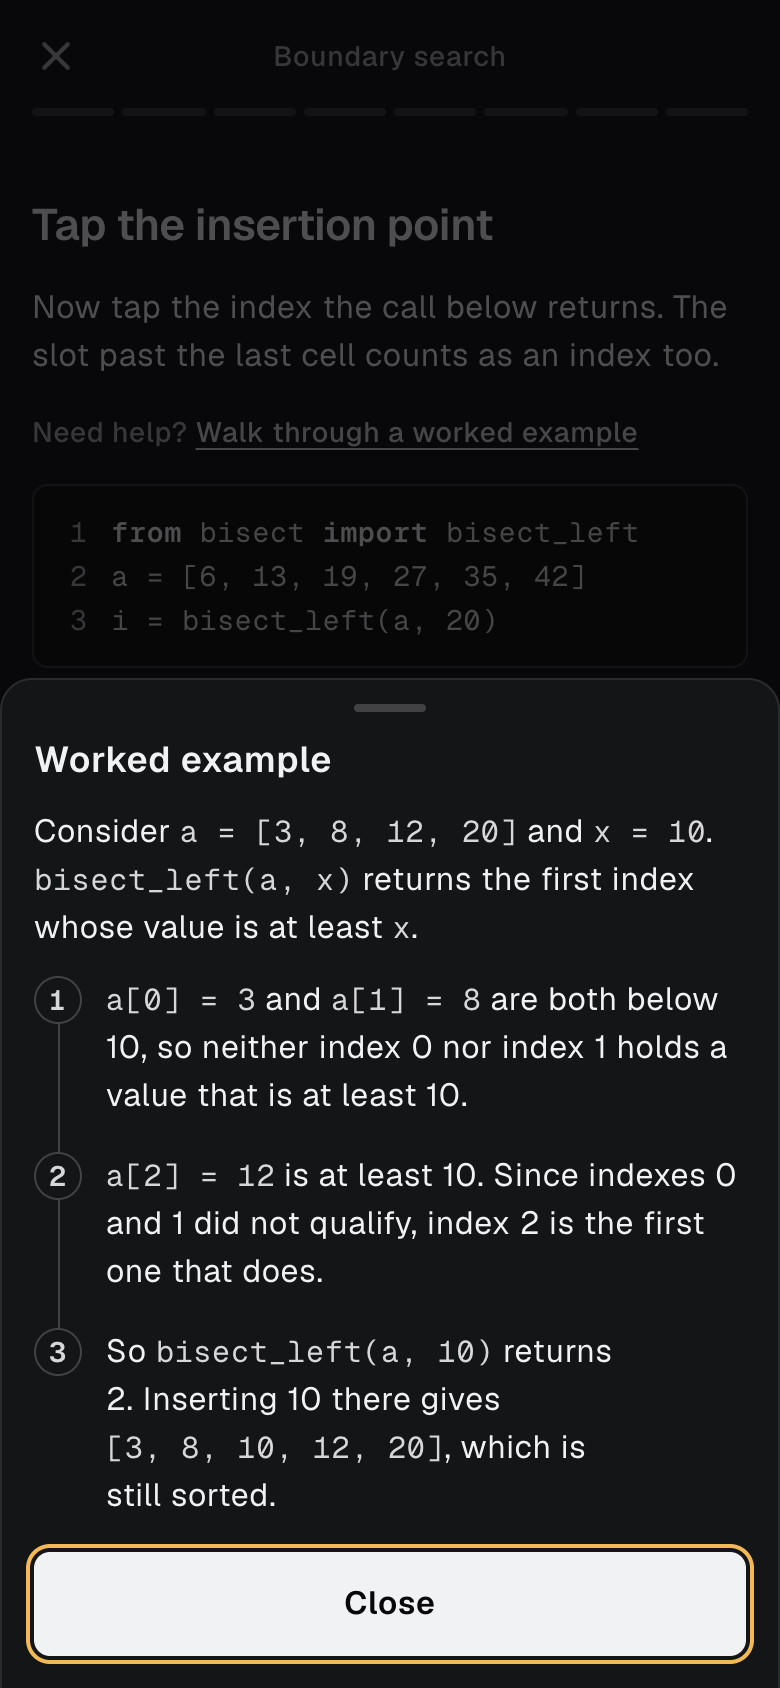 Boundary search
Tap the insertion point
Now tap the index the call below returns. The
slot past the last cell counts as an index too.
Need help? Walk through a worked example
1 from bisect import bisect_left
2 a = [6, 13, 19, 27, 35, 42]
3 i = bisect_left(a, 20)
Worked example
Consider a = [3, 8, 12, 20] and x = 10.
bisect_left(a, x) returns the first index
whose value is at least x.
1 a[0] = 3 and a[1] = 8 are both below
10, so neither index 0 nor index 1 holds a
value that is at least 10.
2 a[2] = 12 is at least 10. Since indexes 0
and 1 did not qualify, index 2 is the first
one that does.
3 So bisect_left(a, 10) returns
2. Inserting 10 there gives
[3, 8, 10, 12, 20], which is
still sorted.
Close